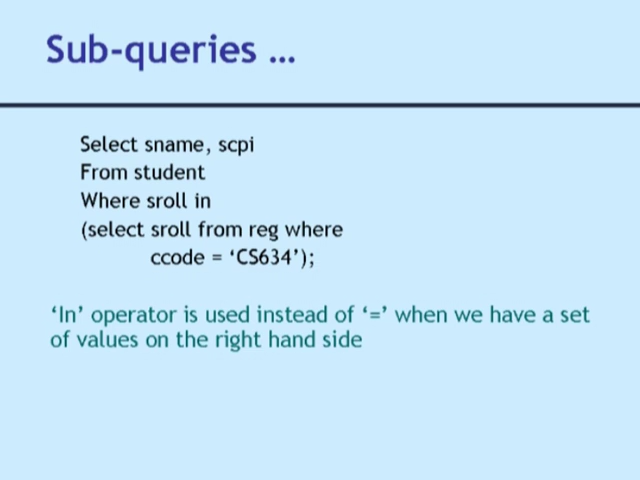 Sub-queries ...
Select sname, scpi
From student
Where sroll in
(select sroll from reg where
ccode = ‘CS634’);
‘In’ operator is used instead of ‘=’ when we have a set
of values on the right hand side